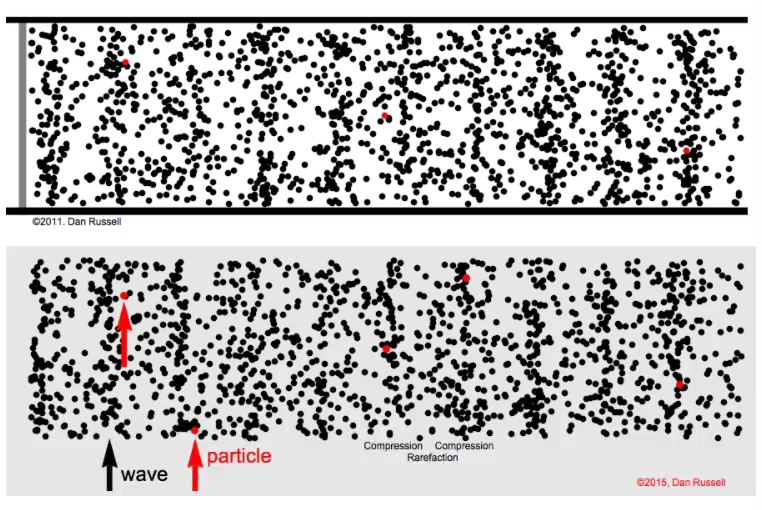 ©2011. Dan Russell
particle
Compression Compression
Rarefaction
wave
©2015, Dan Russell